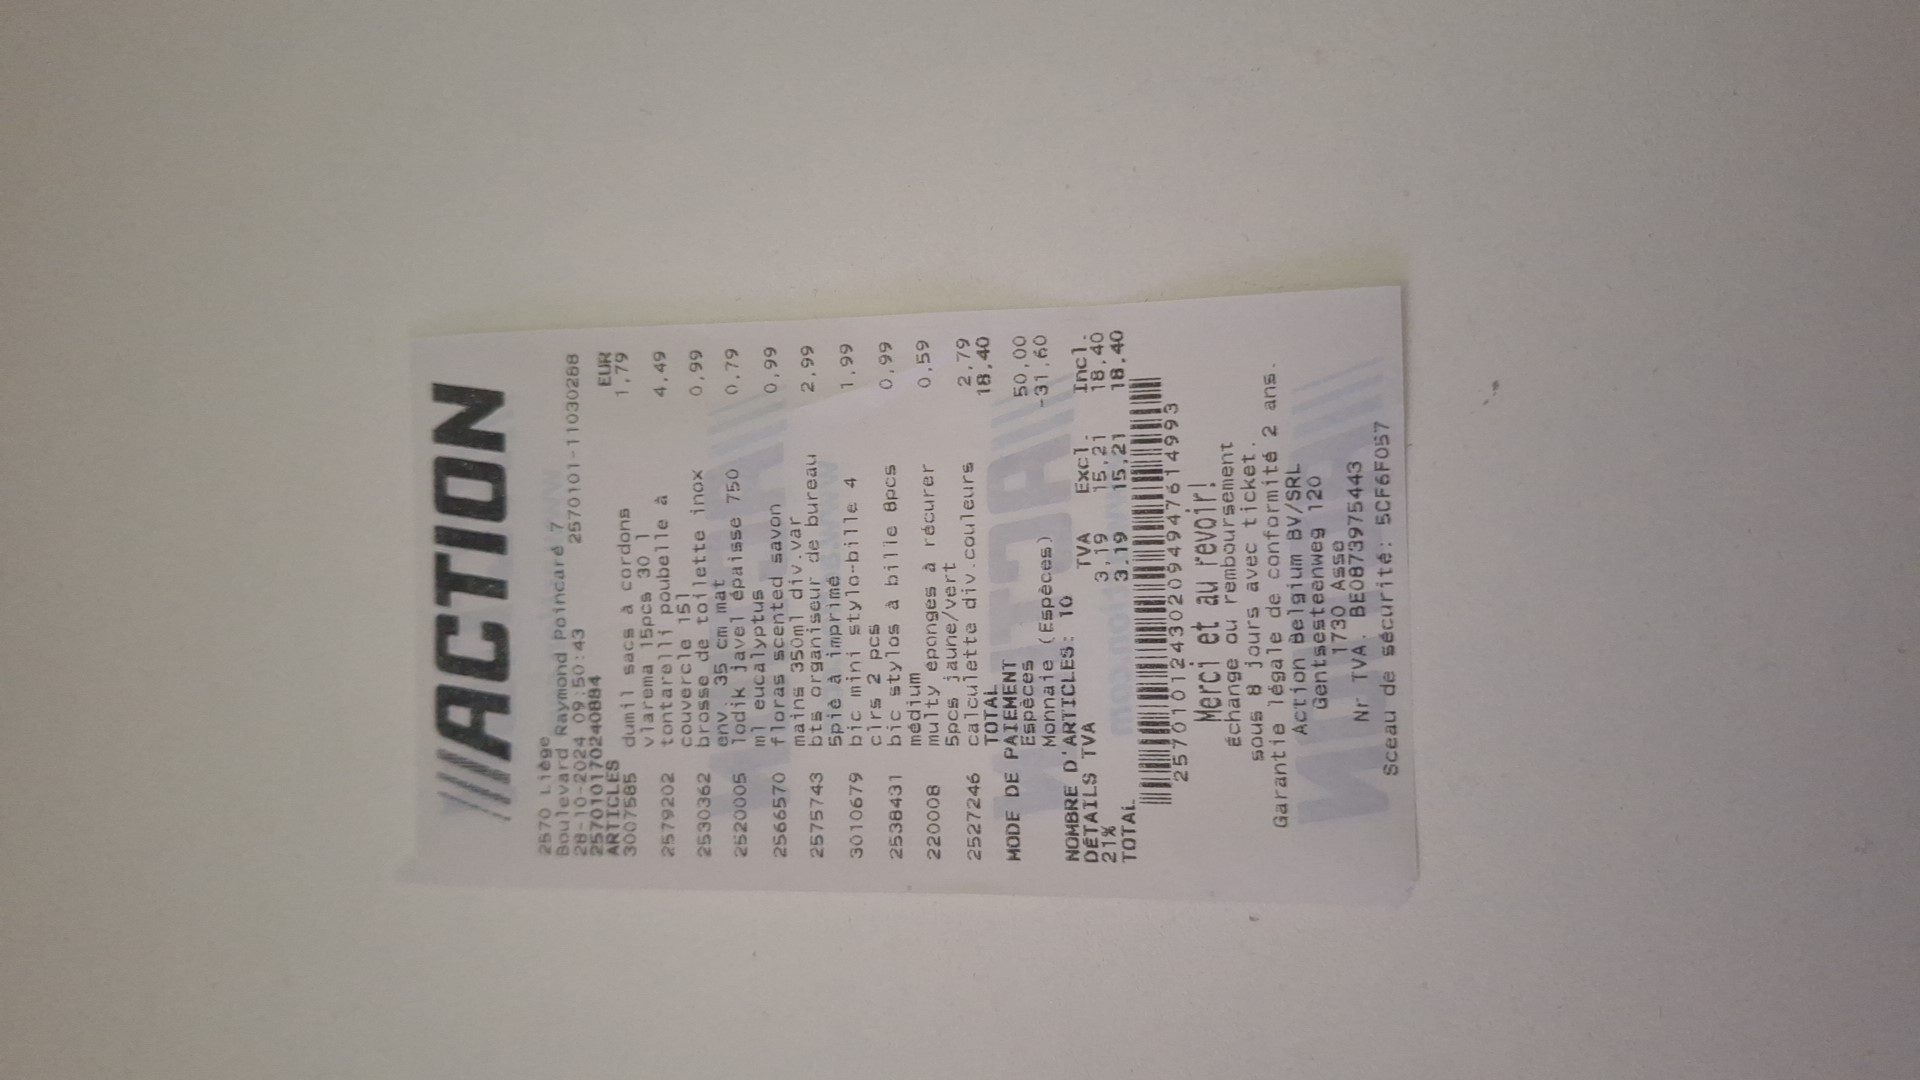 ACTION
2570 Liège
Boulevard Raymond Poincaré 7
28-10-2024 09:50:43 2570101-11030288
257010170240884
ARTICLES EUR
3007585 dumil sacs à cordons 1,79
vlarema 15pcs 30 l
2579202 tontarelli poubelle à 4,49
couvercle 15l
2530362 brosse de toilette inox 0,99
env. 35 cm mat
2520005 lodik javel épaisse 750 0,79
ml eucalyptus
2566570 floras scented savon 0,99
mains 350ml div.var
2575743 bts organiseur de bureau 2,99
5piè à imprimé
3010679 bic mini stylo-bille 4 1,99
clrs 2 pcs
2538431 bic stylos à bille 8pcs 0,99
médium
220008 multy éponges à récurer 0,59
5pcs jaune/vert
2527246 calculette div.couleurs 2,79
TOTAL 18,40
MODE DE PAIEMENT
Espèces 50,00
Monnaie (Espèces) -31,60
NOMBRE D'ARTICLES: 10
DÉTAILS TVA TVA Excl. Incl.
21% 3,19 15,21 18,40
TOTAL 3,19 15,21 18,40
Merci et au revoir!
échange ou remboursement
sous 8 jours avec ticket.
Garantie légale de conformité 2 ans.
Action Belgium BV/SRL
Gentsesteenweg 120
1730 Asse
Nr TVA. BE0873975443
Sceau de sécurité: 5CF6F057